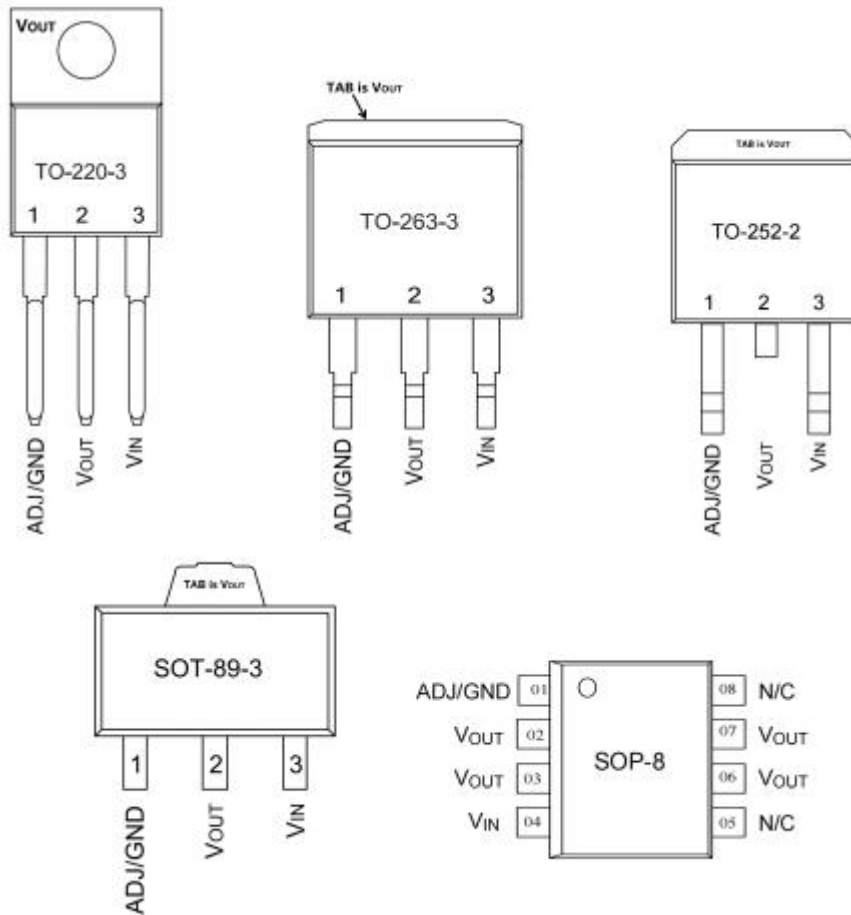 VOUT
TO-220-3
1 2 3
ADJ/GND
VOUT
VIN
TAB is VOUT
TO-263-3
1 2 3
ADJ/GND
VOUT
VIN
TAB is VOUT
TO-252-2
1 2 3
ADJ/GND
VOUT
VIN
TAB is VOUT
SOT-89-3
1 2 3
ADJ/GND
VOUT
VIN
SOP-8
ADJ/GND 01
VOUT 02
VOUT 03
VIN 04
08 N/C
07 VOUT
06 VOUT
05 N/C